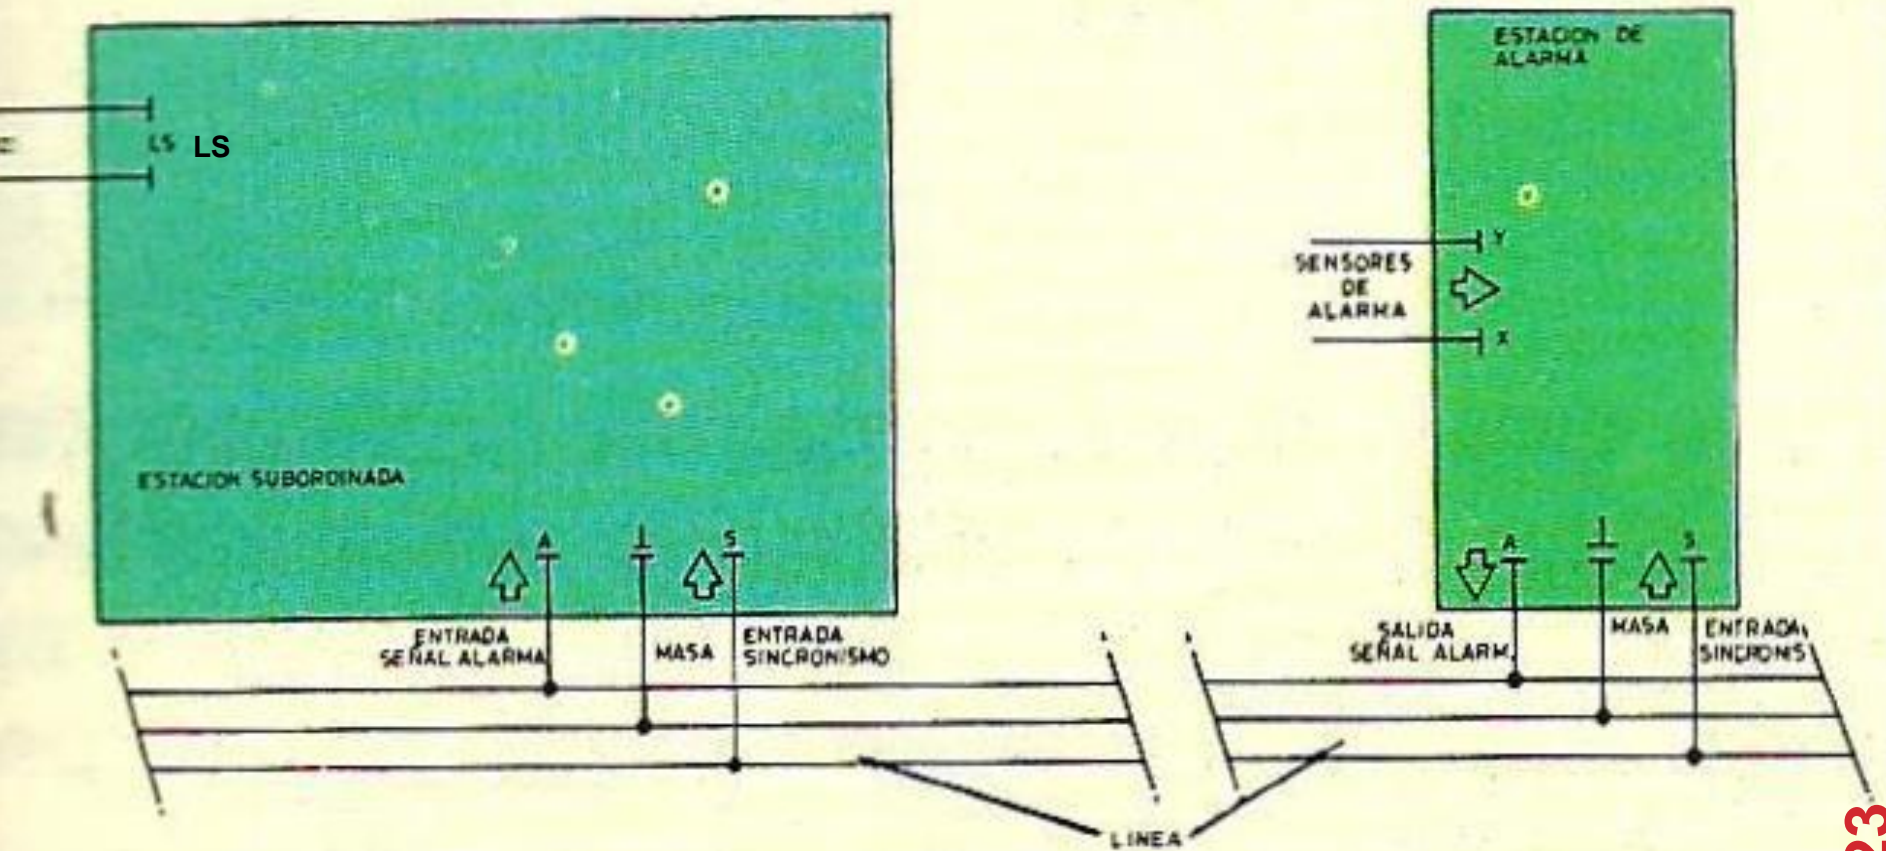 ESTACION DE
ALARMA
LS LS
Y
SENSORES
DE
ALARMA
X
ESTACION SUBORDINADA
A
S
A
S
ENTRADA
SEÑAL ALARMA
MASA
ENTRADA
SINCRONISMO
SALIDA
SEÑAL ALARM.
MASA
ENTRADA
SINCRONIS
LINEA
23